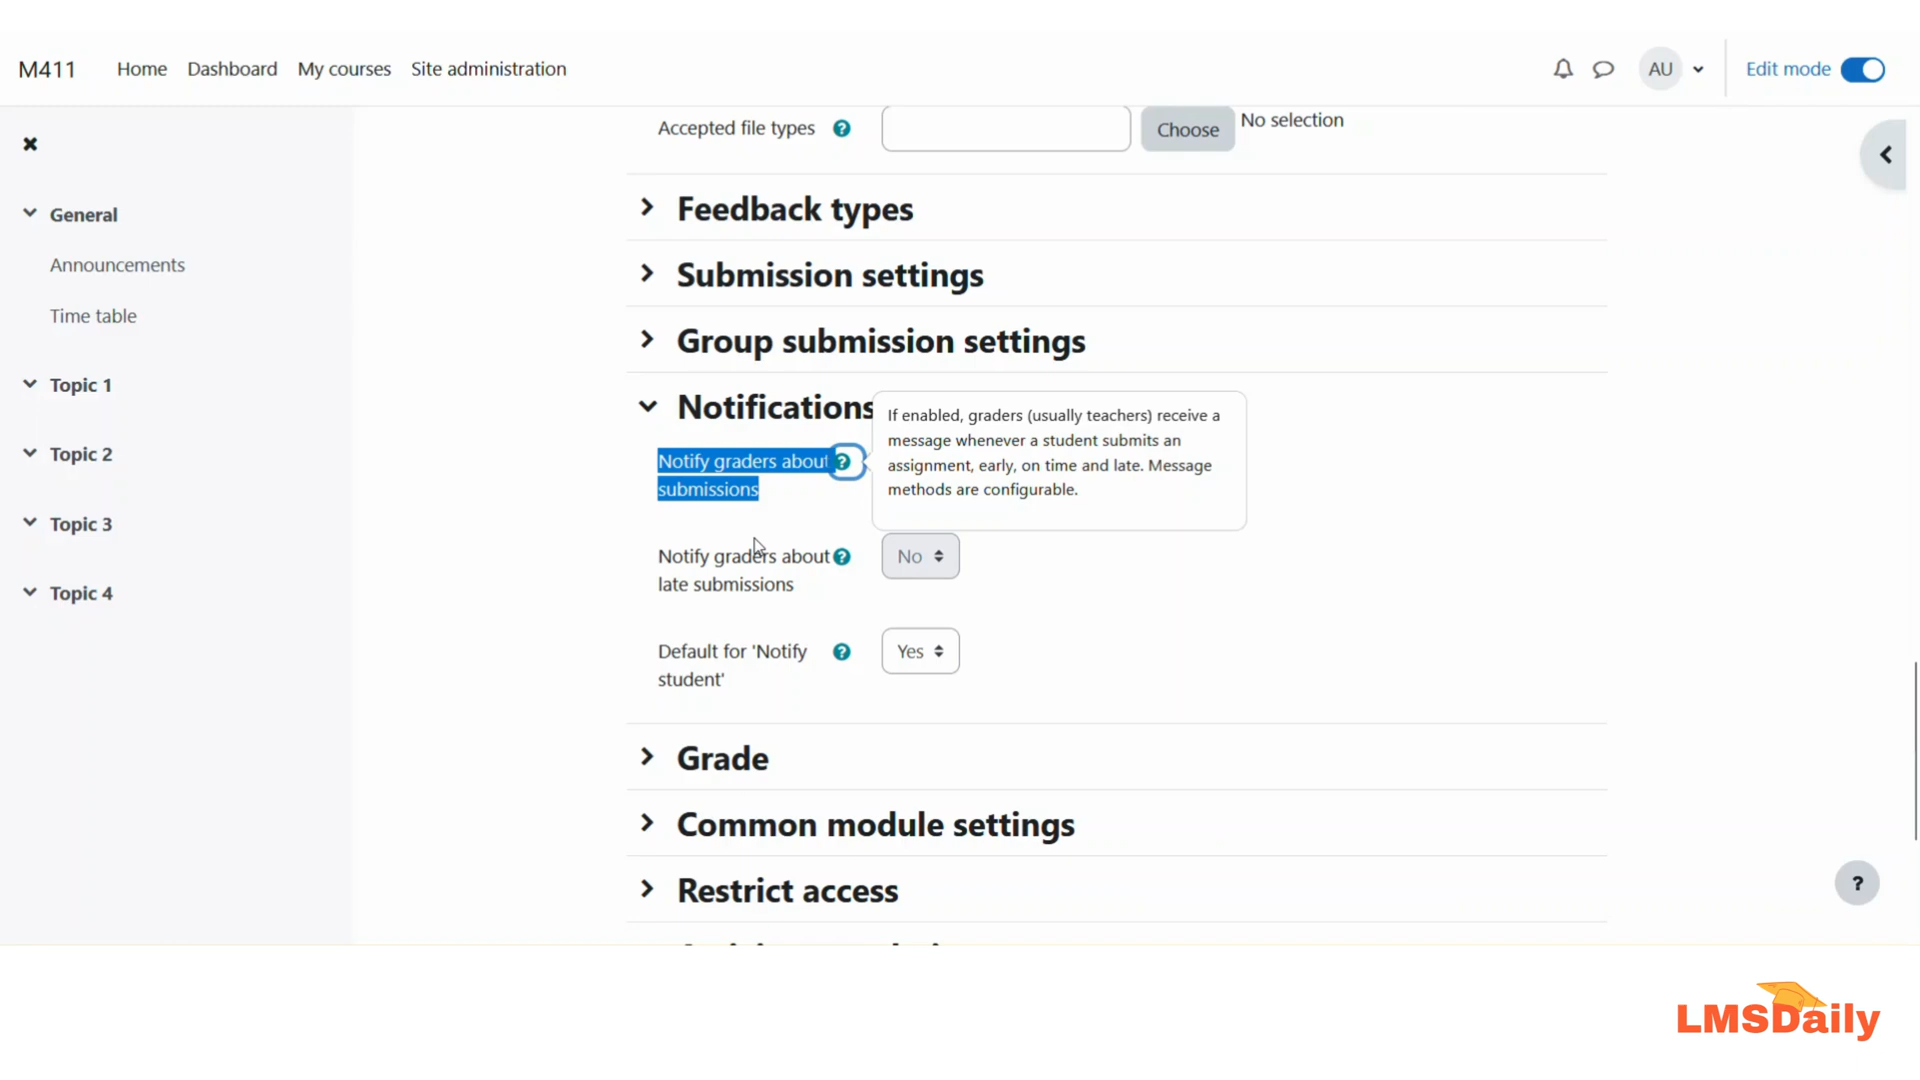 M411 Home Dashboard My courses Site administration AU Edit mode
Accepted file types ? Choose No selection
General
Announcements
Time table
Topic 1
Topic 2
Topic 3
Topic 4
Feedback types
Submission settings
Group submission settings
Notifications
Notify graders about ?
submissions
If enabled, graders (usually teachers) receive a
message whenever a student submits an
assignment, early, on time and late. Message
methods are configurable.
Notify graders about ? No
late submissions
Default for 'Notify ? Yes
student'
Grade
Common module settings
Restrict access
?
LMSDaily